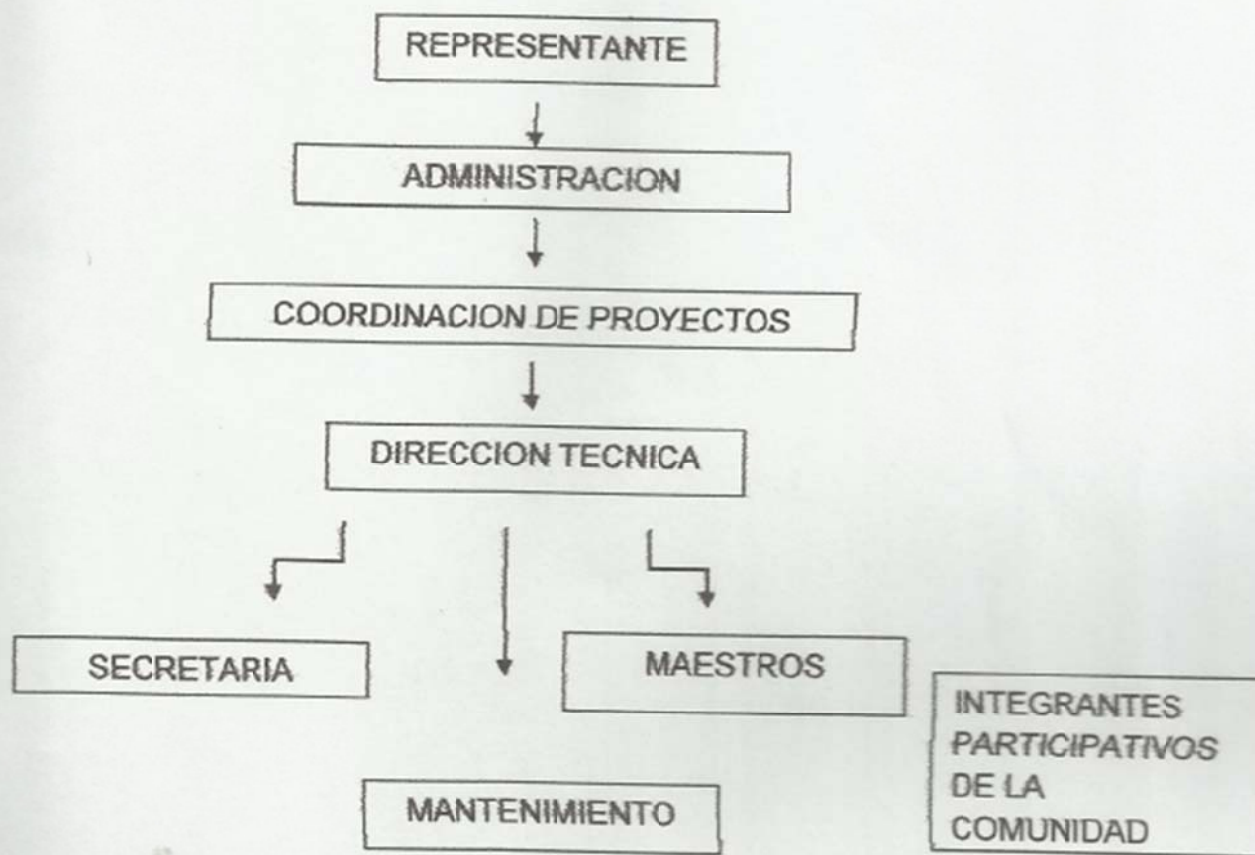 REPRESENTANTE
ADMINISTRACION
COORDINACION DE PROYECTOS
DIRECCION TECNICA
SECRETARIA
MAESTROS
INTEGRANTES
PARTICIPATIVOS
DE LA
COMUNIDAD
MANTENIMIENTO